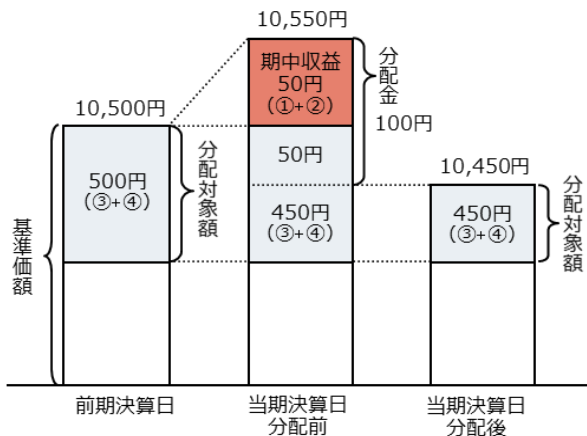 10,550円
期中収益
50円
(①+②)
分配金
100円
10,500円
500円
(③+④)
分配対象額
50円
450円
(③+④)
10,450円
450円
(③+④)
分配対象額
基準価額
前期決算日
当期決算日
分配前
当期決算日
分配後